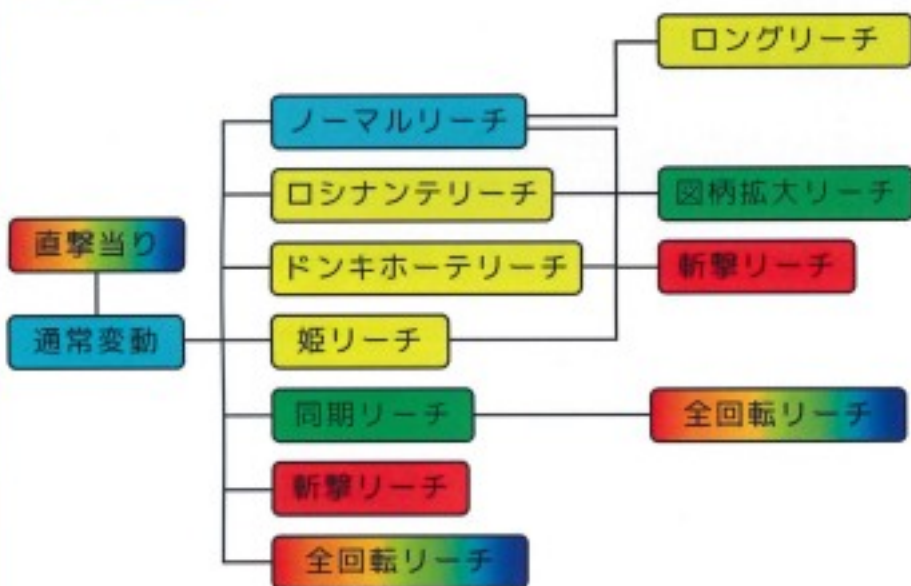 ロングリーチ
ノーマルリーチ
ロシナンテリーチ
図柄拡大リーチ
直撃当り
ドンキホーテリーチ
斬撃リーチ
通常変動
姫リーチ
同期リーチ
全回転リーチ
斬撃リーチ
全回転リーチ